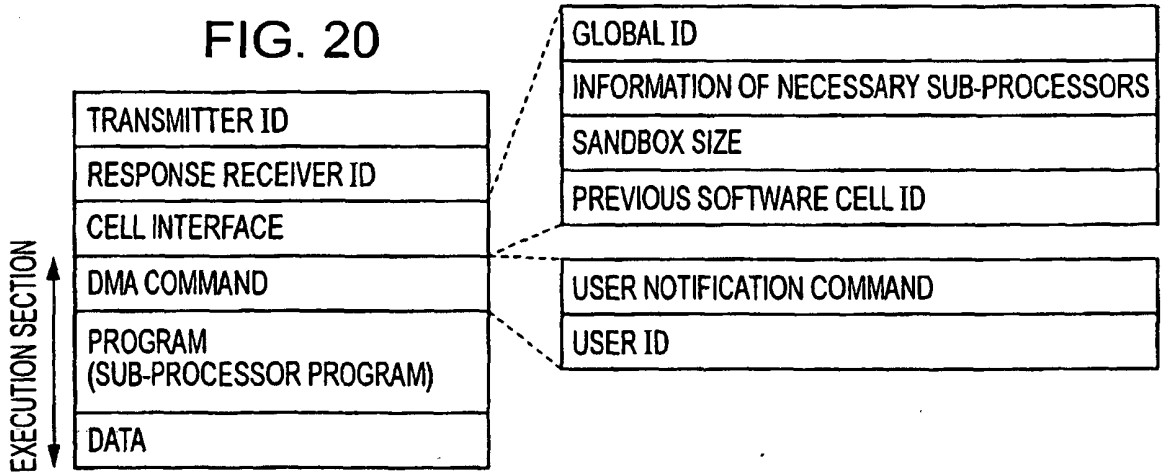 FIG. 20
TRANSMITTER ID
RESPONSE RECEIVER ID
CELL INTERFACE
DMA COMMAND
PROGRAM
(SUB-PROCESSOR PROGRAM)
DATA
EXECUTION SECTION
GLOBAL ID
INFORMATION OF NECESSARY SUB-PROCESSORS
SANDBOX SIZE
PREVIOUS SOFTWARE CELL ID
USER NOTIFICATION COMMAND
USER ID